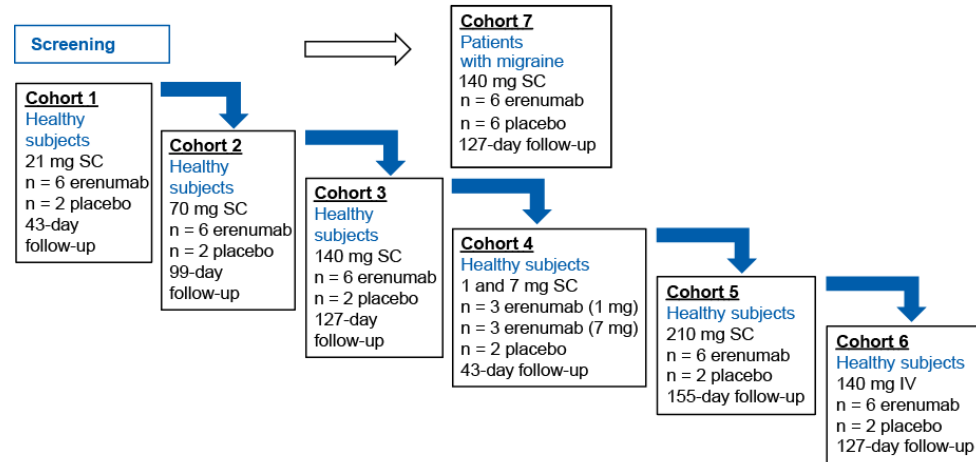 Screening
Cohort 1
Healthy
subjects
21 mg SC
n = 6 erenumab
n = 2 placebo
43-day
follow-up
Cohort 2
Healthy
subjects
70 mg SC
n = 6 erenumab
n = 2 placebo
99-day
follow-up
Cohort 3
Healthy
subjects
140 mg SC
n = 6 erenumab
n = 2 placebo
127-day
follow-up
Cohort 7
Patients
with migraine
140 mg SC
n = 6 erenumab
n = 6 placebo
127-day follow-up
Cohort 4
Healthy subjects
1 and 7 mg SC
n = 3 erenumab (1 mg)
n = 3 erenumab (7 mg)
n = 2 placebo
43-day follow-up
Cohort 5
Healthy subjects
210 mg SC
n = 6 erenumab
n = 2 placebo
155-day follow-up
Cohort 6
Healthy subjects
140 mg IV
n = 6 erenumab
n = 2 placebo
127-day follow-up